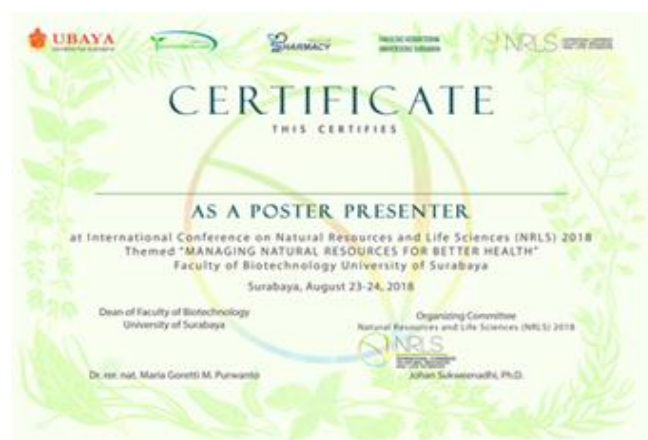 UBAYA
PHARMACY
NRLS
CERTIFICATE
THIS CERTIFIES
AS A POSTER PRESENTER
at International Conference on Natural Resources and Life Sciences (NRLS) 2018
Themed "MANAGING NATURAL RESOURCES FOR BETTER HEALTH"
Faculty of Biotechnology University of Surabaya
Surabaya, August 23-24, 2018
Dean of Faculty of Biotechnology
University of Surabaya
Organizing Committee
Natural Resources and Life Sciences (NRLS) 2018
NRLS
Dr. rer. nat. Maria Goretti M. Purwanto
Johan Sukweenadhi, Ph.D.